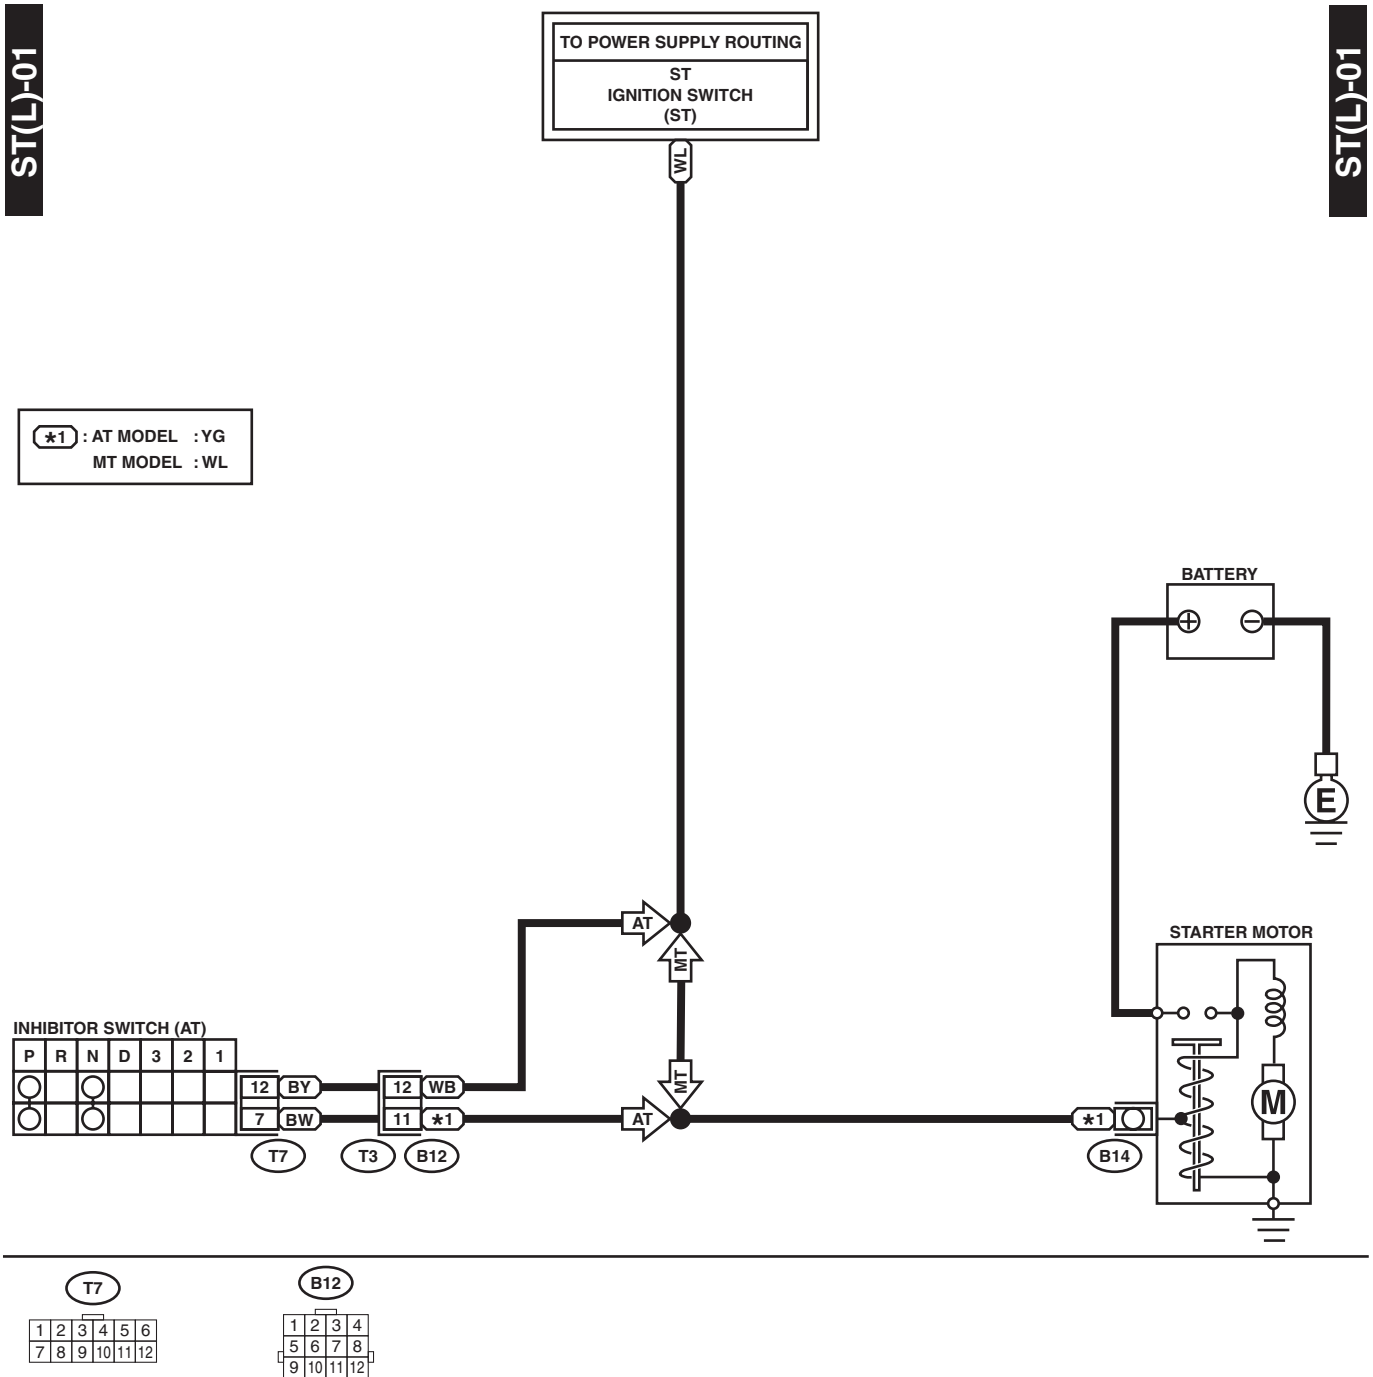 ST(L)-01
ST(L)-01
TO POWER SUPPLY ROUTING
ST
IGNITION SWITCH
(ST)
WL
*1 : AT MODEL : YG
MT MODEL : WL
BATTERY
+ −
E
AT
MT
STARTER MOTOR
INHIBITOR SWITCH (AT)
P R N D 3 2 1
12 BY 12 WB
MT
7 BW 11 *1 AT *1
M
T7 T3 B12 B14
T7 B12
1 2 3 4 5 6
7 8 9 10 11 12
1 2 3 4
5 6 7 8
9 10 11 12